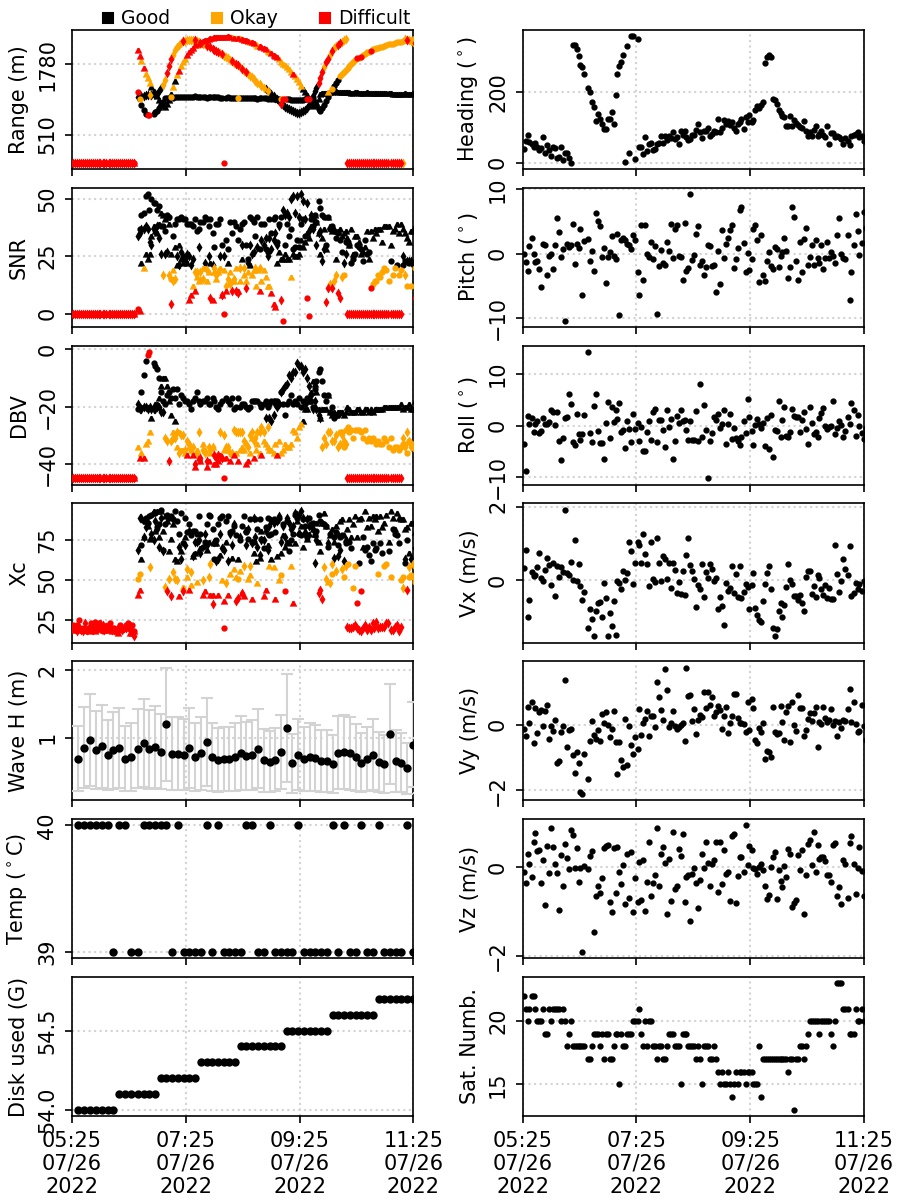 Good Okay Difficult
Range (m)
1780
510
Heading (°)
200
0
SNR
50
25
0
Pitch (°)
10
0
−10
DBV
0
−20
−40
Roll (°)
10
0
−10
Xc
75
50
25
Vx (m/s)
2
0
Wave H (m)
2
1
Vy (m/s)
0
−2
Temp (°C)
40
39
Vz (m/s)
0
−2
Disk used (G)
54.5
54.0
Sat. Numb.
20
15
05:25 07:25 09:25 11:25
07/26 07/26 07/26 07/26
2022 2022 2022 2022
05:25 07:25 09:25 11:25
07/26 07/26 07/26 07/26
2022 2022 2022 2022